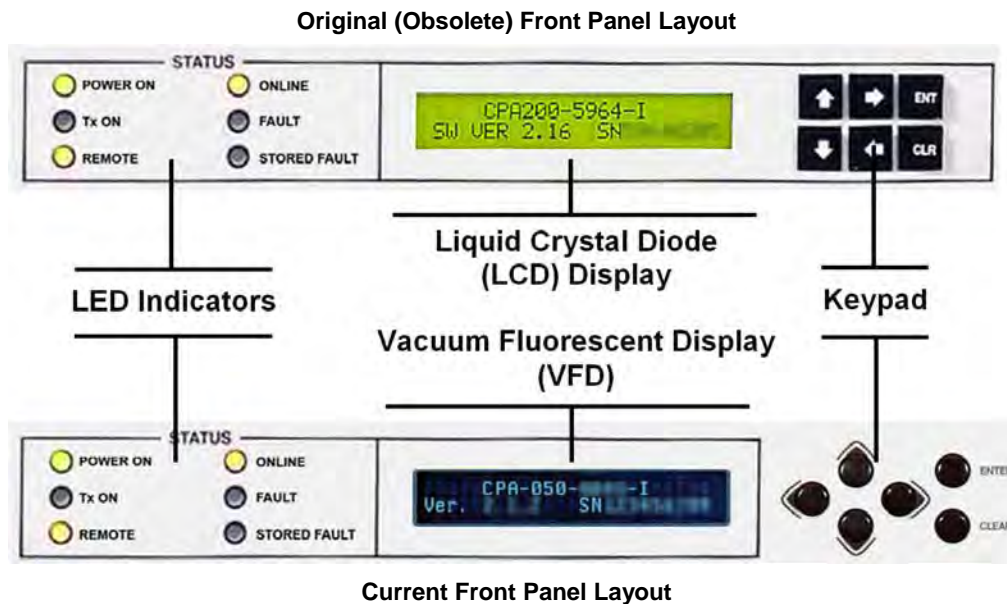 Original (Obsolete) Front Panel Layout
STATUS
POWER ON
ONLINE
Tx ON
FAULT
REMOTE
STORED FAULT
CPA200-5964-I
SW VER 2.16 SN
ENT
CLR
LED Indicators
Liquid Crystal Diode
(LCD) Display
Keypad
Vacuum Fluorescent Display
(VFD)
STATUS
POWER ON
ONLINE
Tx ON
FAULT
REMOTE
STORED FAULT
CPA-050- -I
Ver. SN
ENTER
CLEAR
Current Front Panel Layout